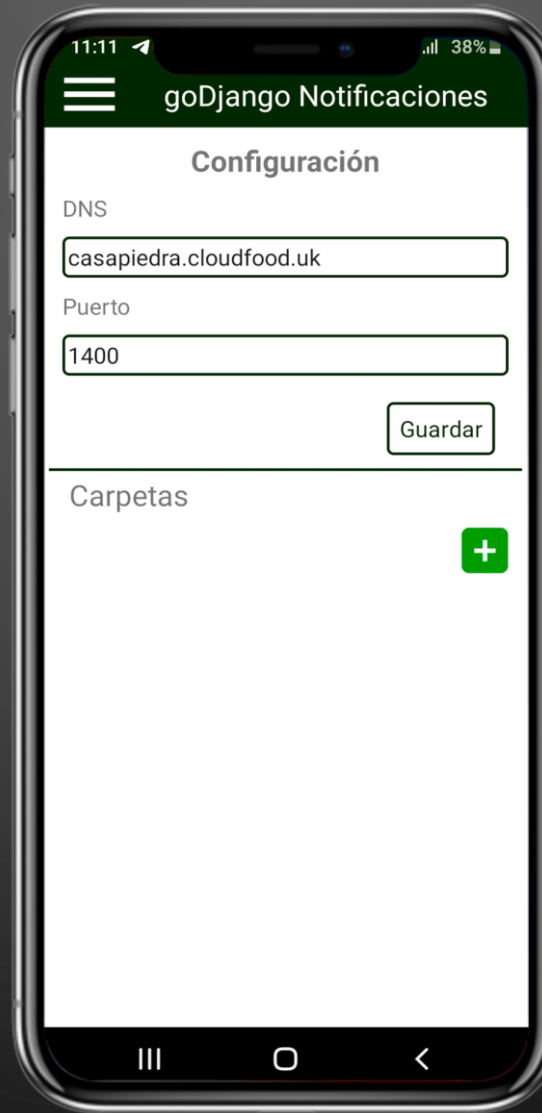 11:11 38%
goDjango Notificaciones
Configuración
DNS
casapiedra.cloudfood.uk
Puerto
1400
Guardar
Carpetas
+